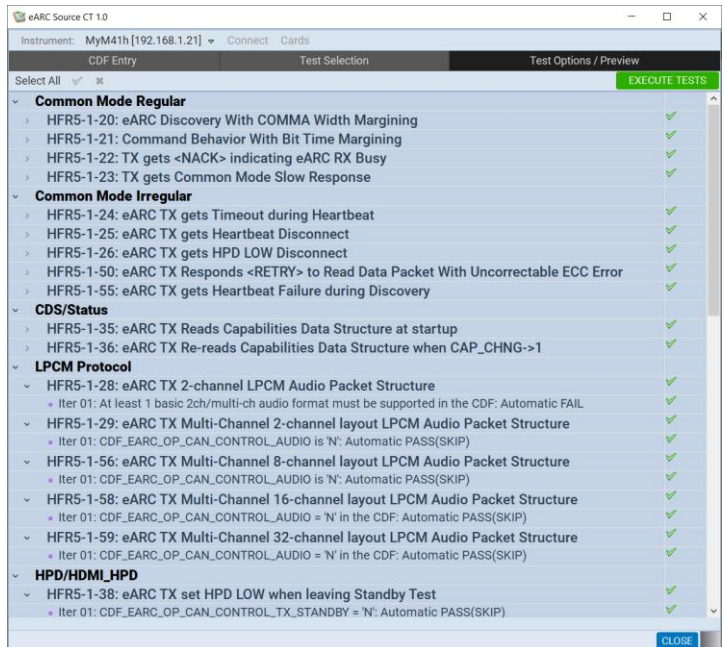 eARC Source CT 1.0
Instrument: MyM41h [192.168.1.21] Connect Cards
CDF Entry Test Selection Test Options / Preview
Select All EXECUTE TESTS
Common Mode Regular
HFR5-1-20: eARC Discovery With COMMA Width Margining
HFR5-1-21: Command Behavior With Bit Time Margining
HFR5-1-22: TX gets <NACK> indicating eARC RX Busy
HFR5-1-23: TX gets Common Mode Slow Response
Common Mode Irregular
HFR5-1-24: eARC TX gets Timeout during Heartbeat
HFR5-1-25: eARC TX gets Heartbeat Disconnect
HFR5-1-26: eARC TX gets HPD LOW Disconnect
HFR5-1-50: eARC TX Responds <RETRY> to Read Data Packet With Uncorrectable ECC Error
HFR5-1-55: eARC TX gets Heartbeat Failure during Discovery
CDS/Status
HFR5-1-35: eARC TX Reads Capabilities Data Structure at startup
HFR5-1-36: eARC TX Re-reads Capabilities Data Structure when CAP_CHNG->1
LPCM Protocol
HFR5-1-28: eARC TX 2-channel LPCM Audio Packet Structure
Iter 01: At least 1 basic 2ch/multi-ch audio format must be supported in the CDF: Automatic FAIL
HFR5-1-29: eARC TX Multi-Channel 2-channel layout LPCM Audio Packet Structure
Iter 01: CDF_EARC_OP_CAN_CONTROL_AUDIO is 'N': Automatic PASS(SKIP)
HFR5-1-56: eARC TX Multi-Channel 8-channel layout LPCM Audio Packet Structure
Iter 01: CDF_EARC_OP_CAN_CONTROL_AUDIO is 'N': Automatic PASS(SKIP)
HFR5-1-58: eARC TX Multi-Channel 16-channel layout LPCM Audio Packet Structure
Iter 01: CDF_EARC_OP_CAN_CONTROL_AUDIO = 'N' in the CDF: Automatic PASS(SKIP)
HFR5-1-59: eARC TX Multi-Channel 32-channel layout LPCM Audio Packet Structure
Iter 01: CDF_EARC_OP_CAN_CONTROL_AUDIO = 'N' in the CDF: Automatic PASS(SKIP)
HPD/HDMI_HPD
HFR5-1-38: eARC TX set HPD LOW when leaving Standby Test
Iter 01: CDF_EARC_OP_CAN_CONTROL_TX_STANDBY = 'N': Automatic PASS(SKIP)
CLOSE